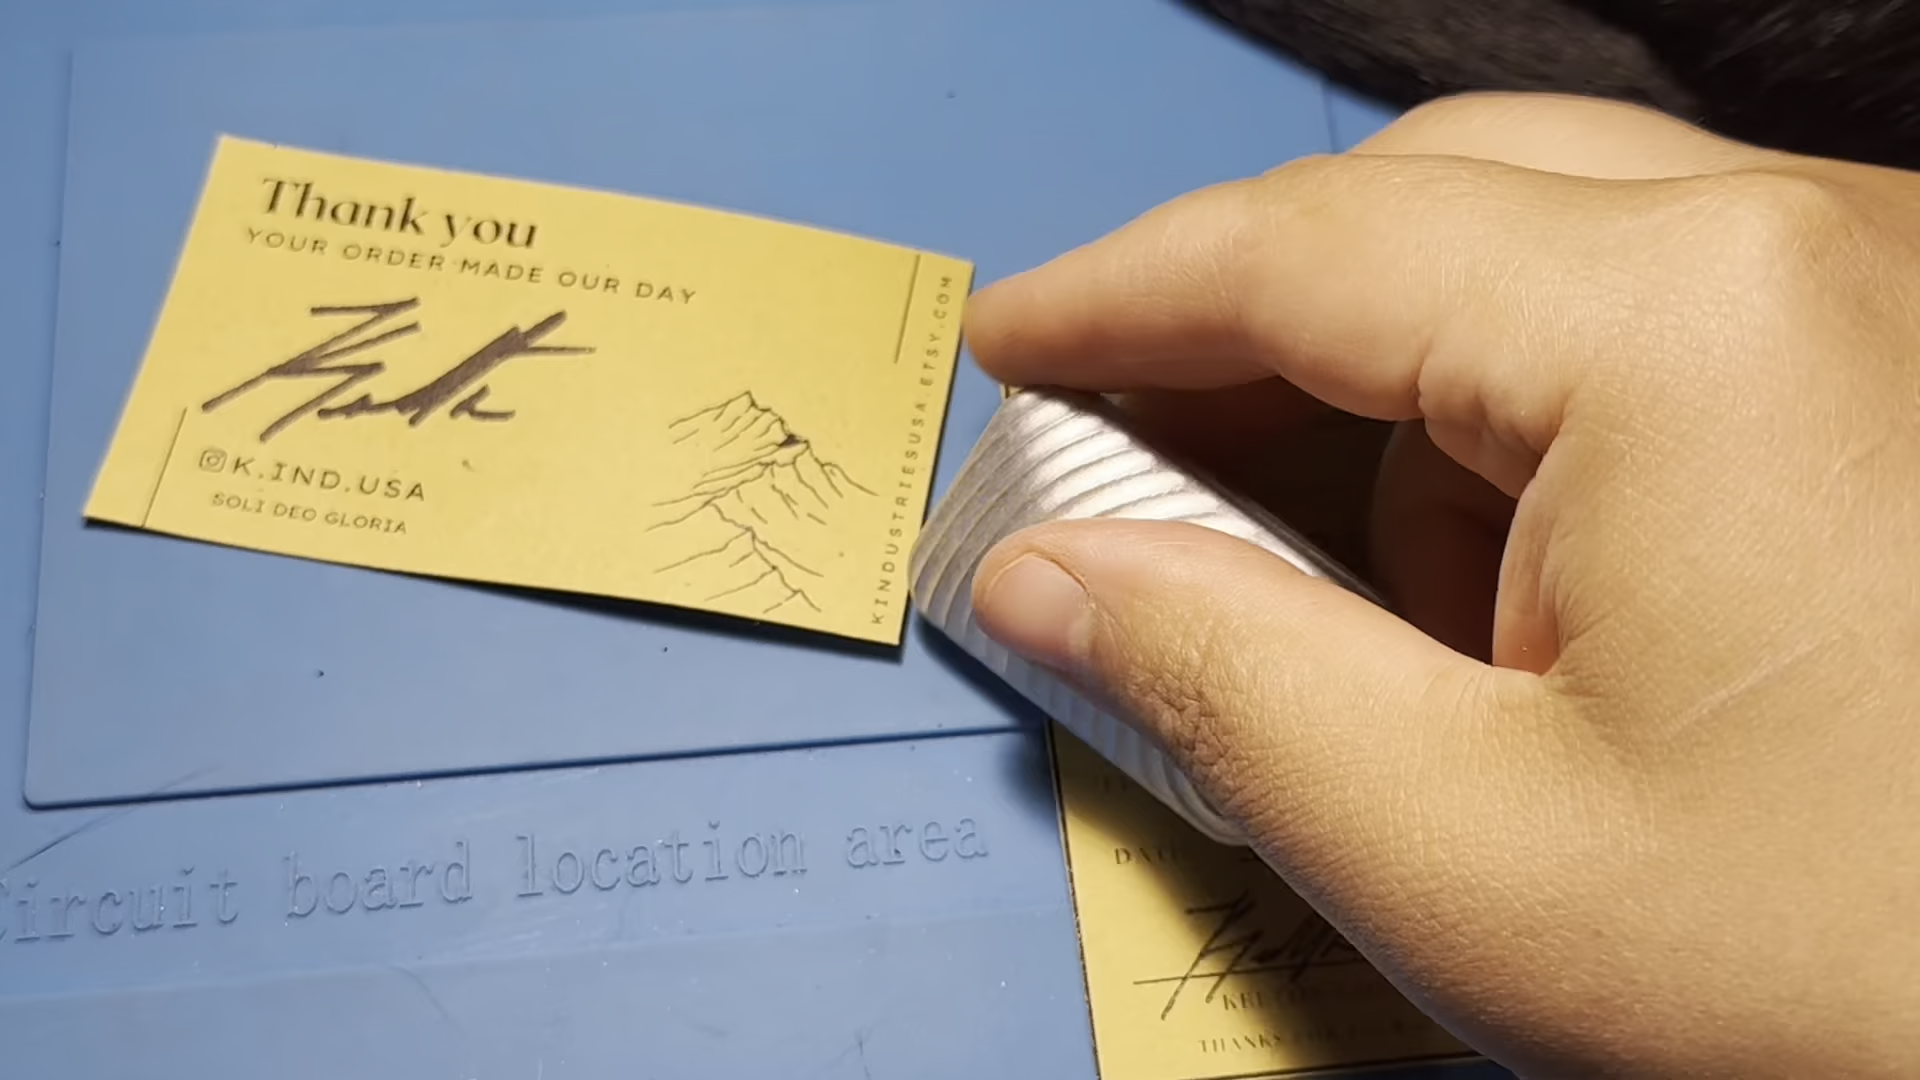 Thank you
YOUR ORDER MADE OUR DAY
K.IND.USA
SOLI DEO GLORIA
KINDUSTRIESUSA.ETSY.COM
Circuit board location area
THANKS